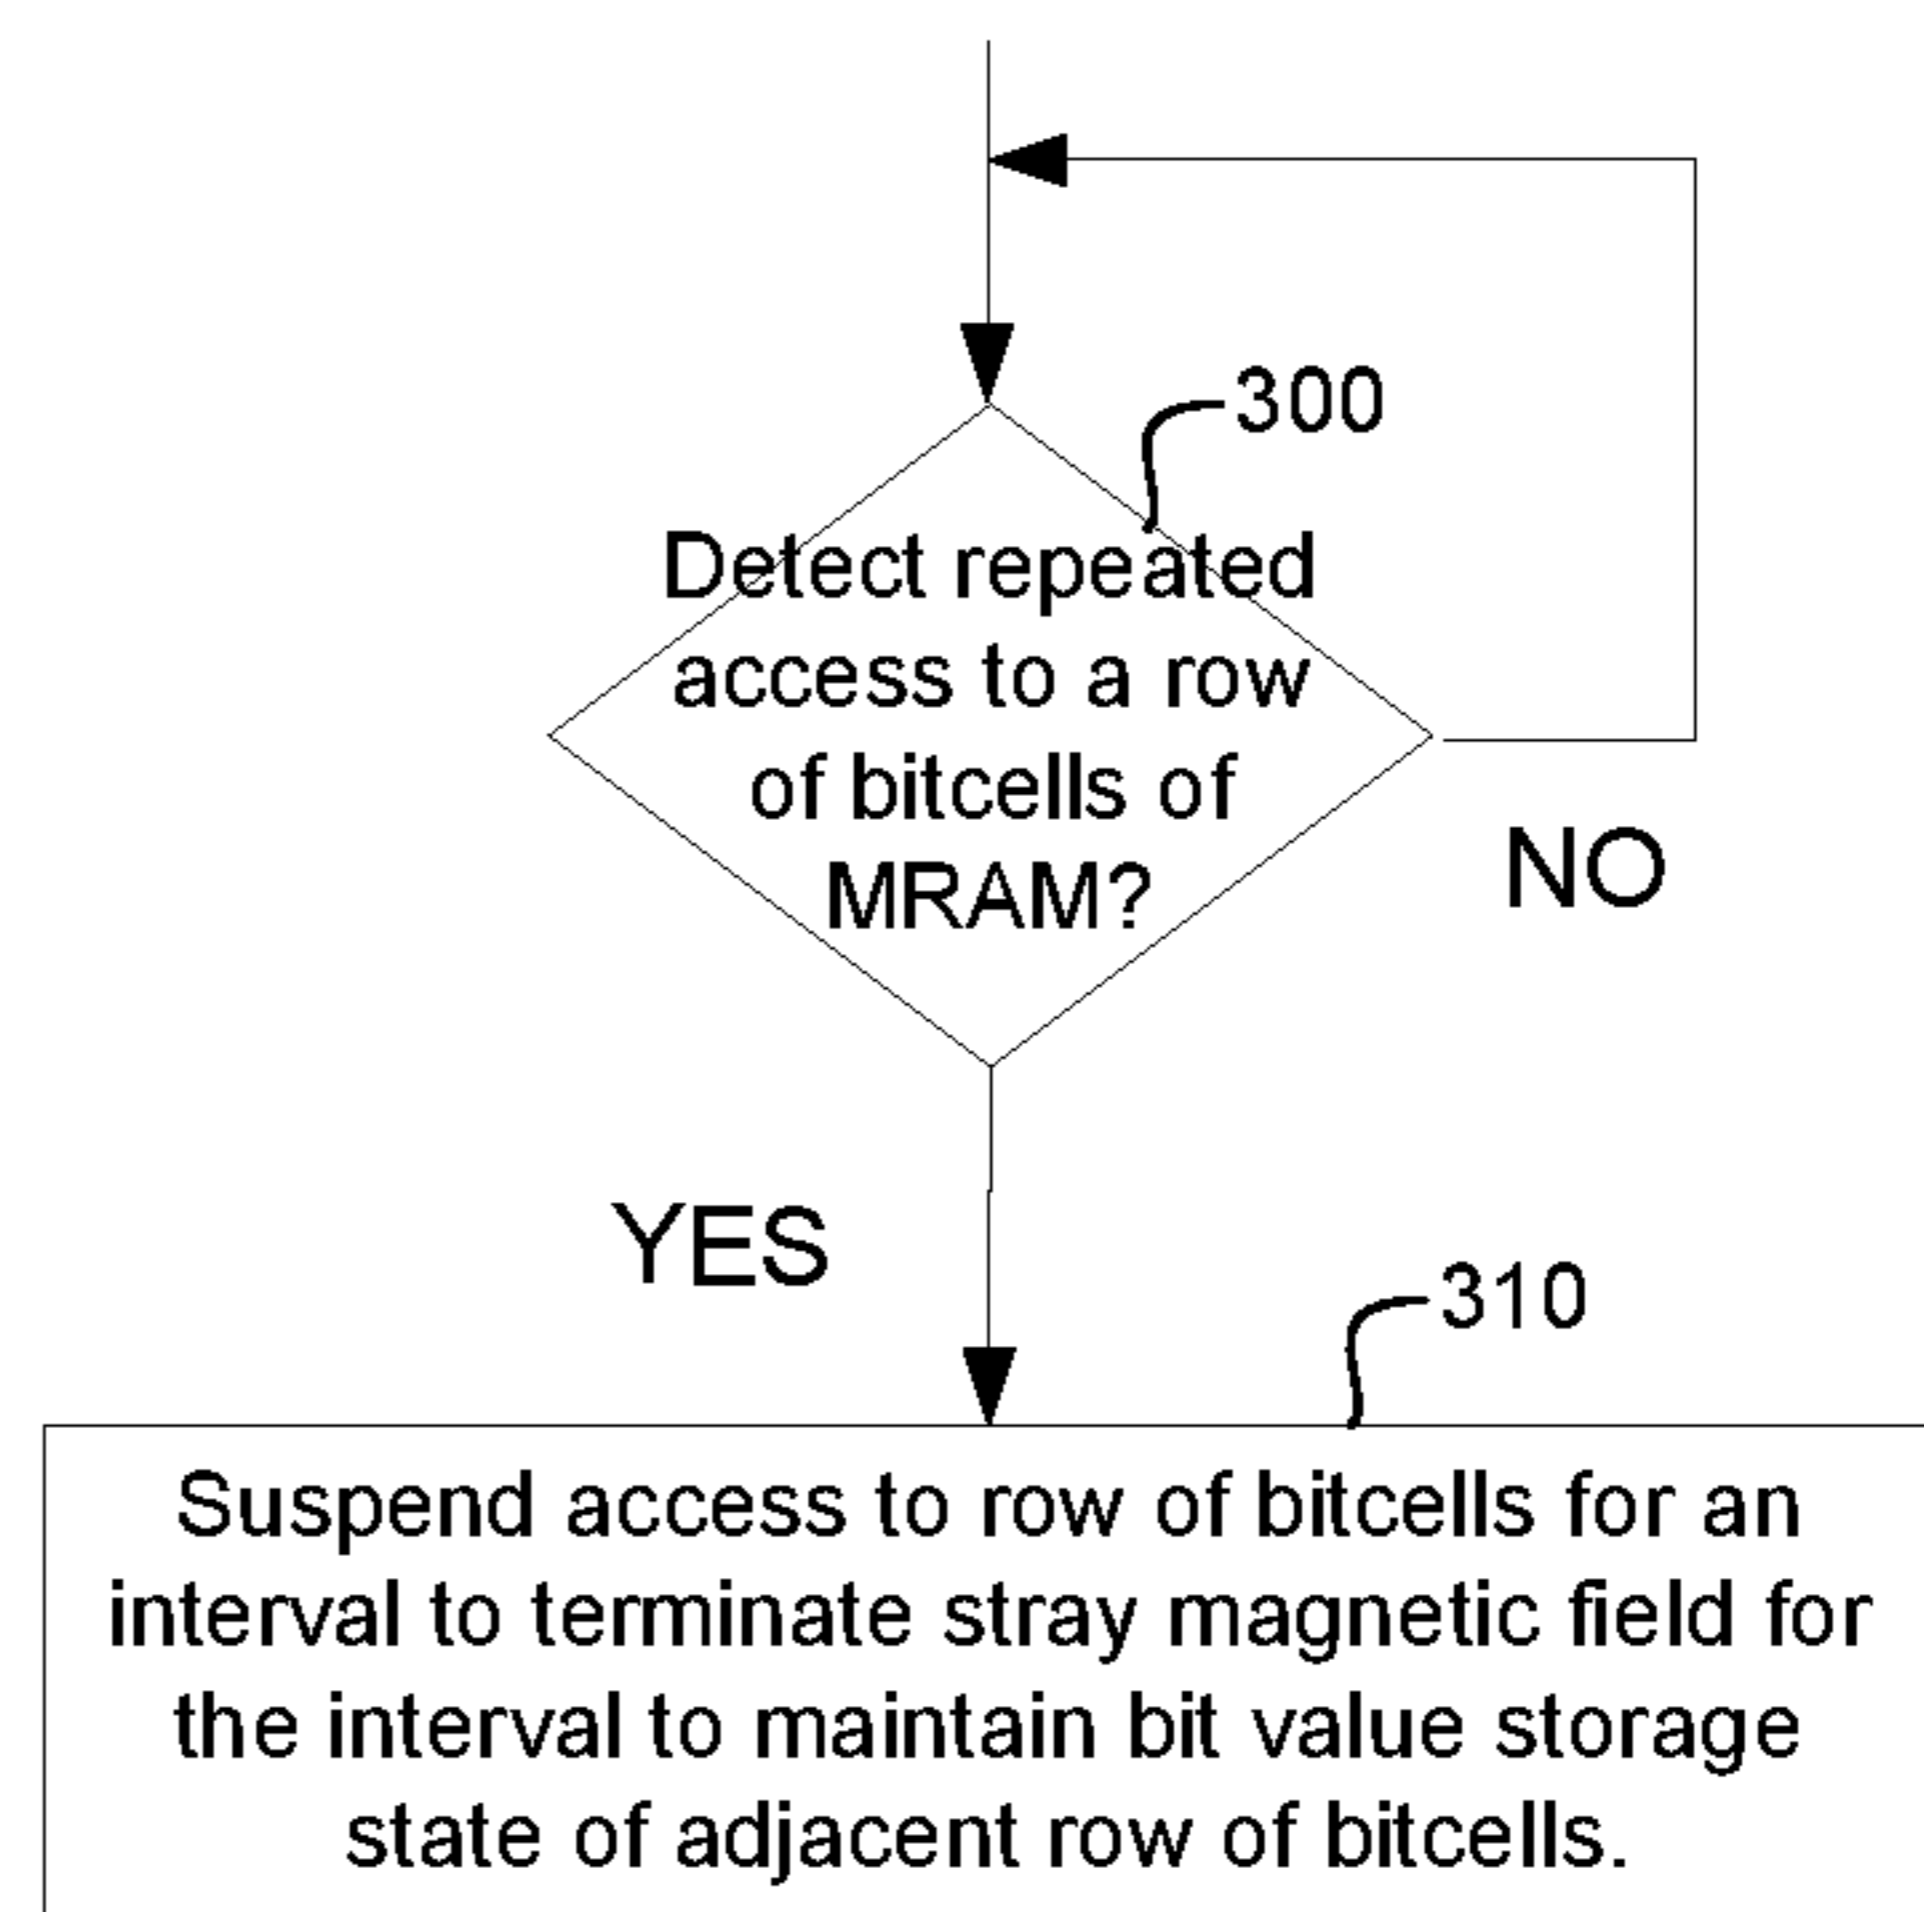 300
Detect repeated
access to a row
of bitcells of
MRAM?
NO
YES
310
Suspend access to row of bitcells for an
interval to terminate stray magnetic field for
the interval to maintain bit value storage
state of adjacent row of bitcells.